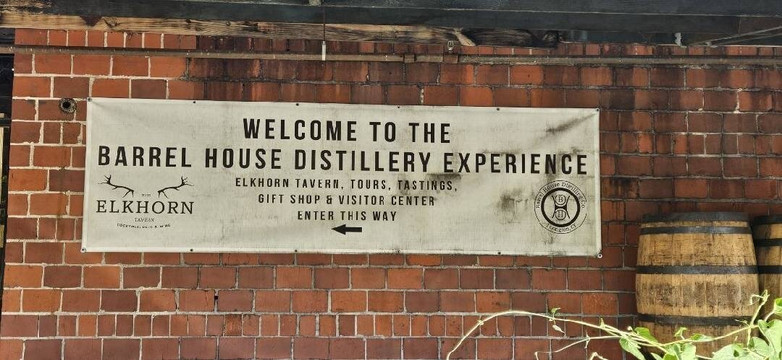 WELCOME TO THE
BARREL HOUSE DISTILLERY EXPERIENCE
ELKHORN TAVERN, TOURS, TASTINGS,
GIFT SHOP & VISITOR CENTER
ENTER THIS WAY
ELKHORN
TAVERN